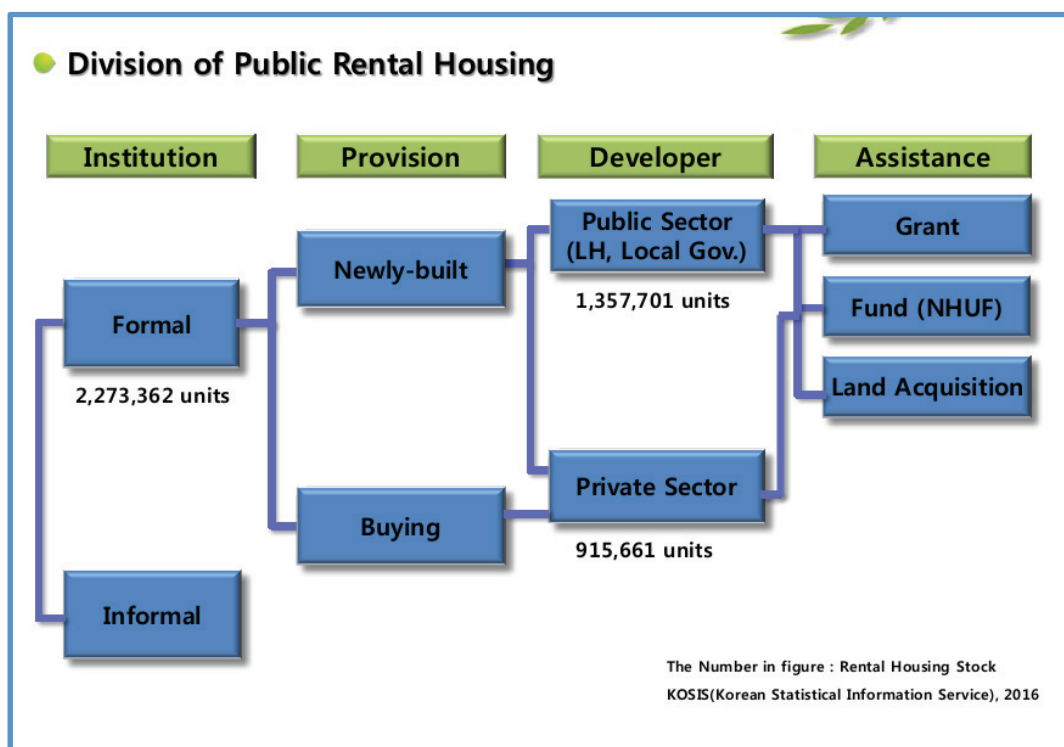 Division of Public Rental Housing
Institution
Provision
Developer
Assistance
Formal
2,273,362 units
Informal
Newly-built
Buying
Public Sector
(LH, Local Gov.)
1,357,701 units
Private Sector
915,661 units
Grant
Fund (NHUF)
Land Acquisition
The Number in figure : Rental Housing Stock
KOSIS(Korean Statistical Information Service), 2016